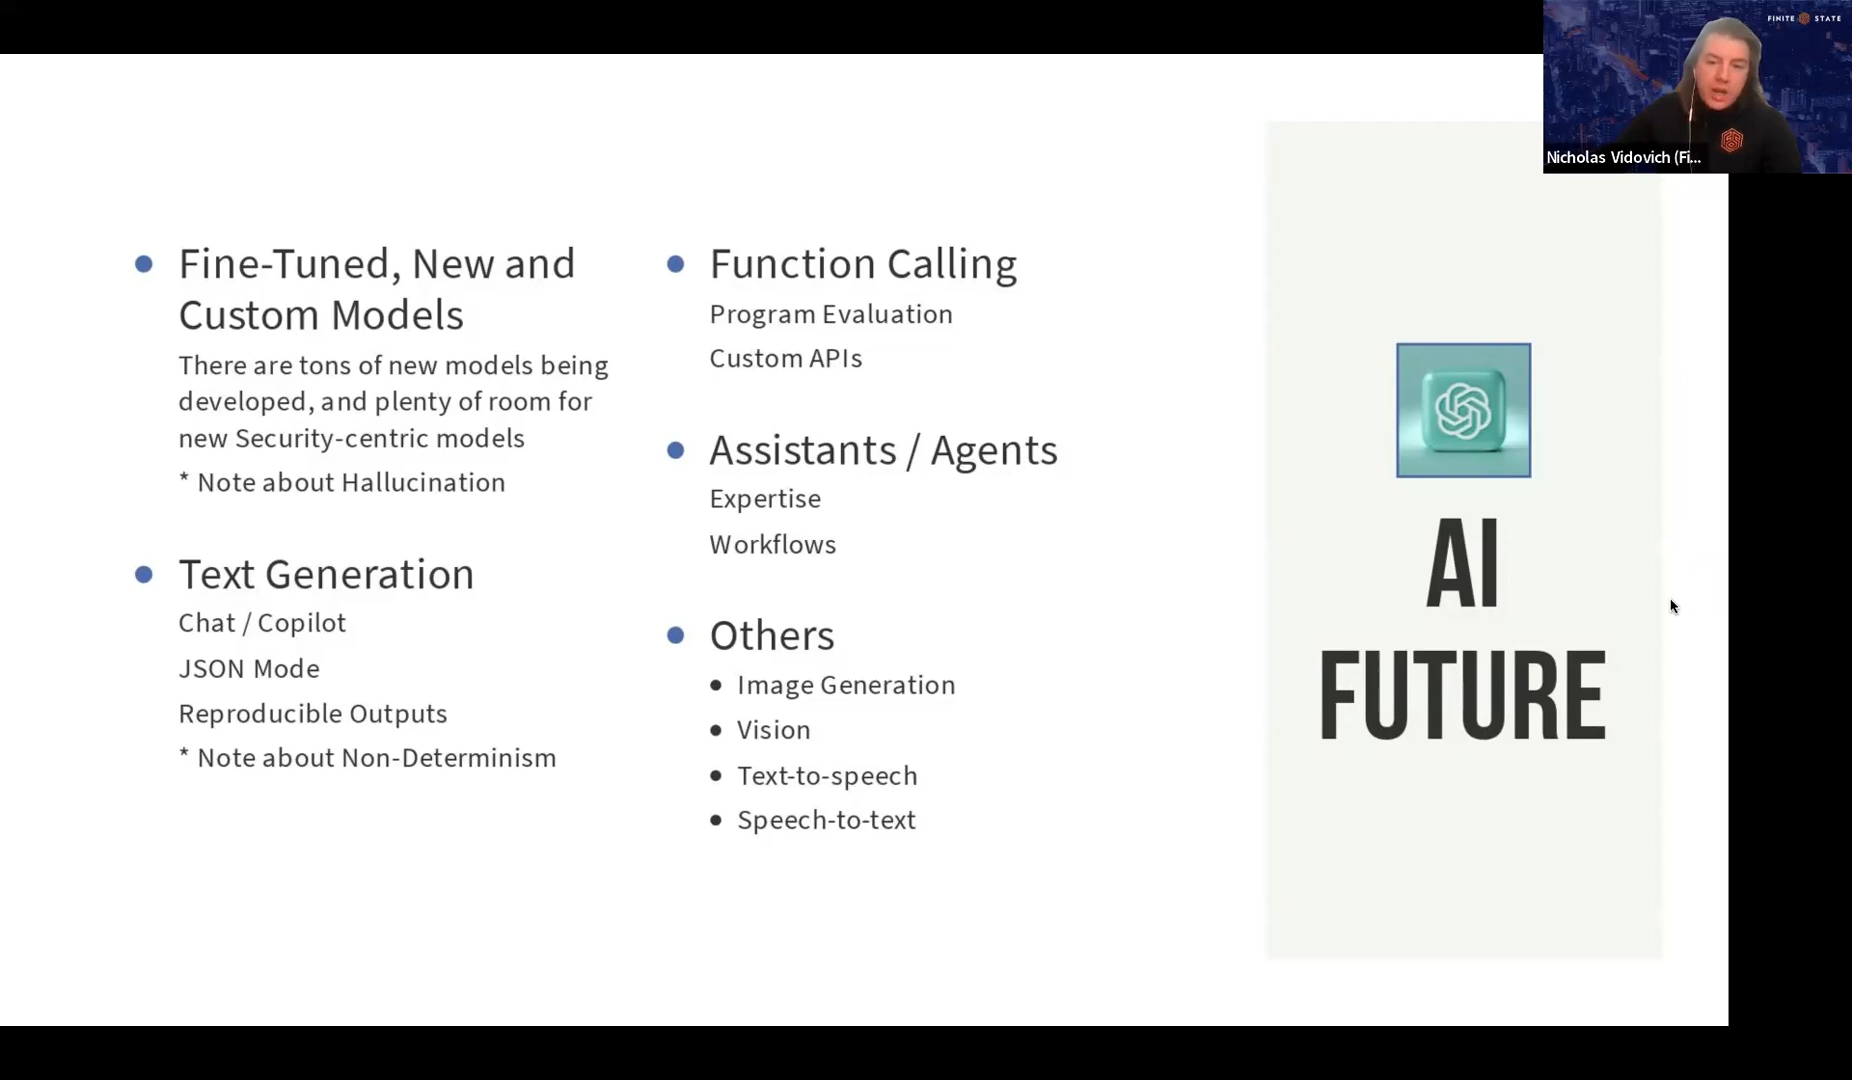 FINITE STATE
Nicholas Vidovich (Fi...
Fine-Tuned, New and
Custom Models
There are tons of new models being
developed, and plenty of room for
new Security-centric models
* Note about Hallucination
Text Generation
Chat / Copilot
JSON Mode
Reproducible Outputs
* Note about Non-Determinism
Function Calling
Program Evaluation
Custom APIs
Assistants / Agents
Expertise
Workflows
Others
Image Generation
Vision
Text-to-speech
Speech-to-text
AI
FUTURE